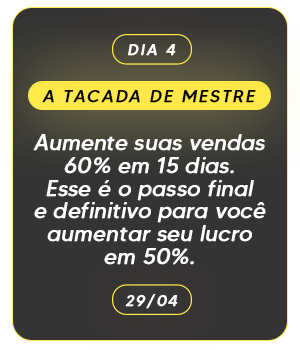 DIA 4
A TACADA DE MESTRE
Aumente suas vendas
60% em 15 dias.
Esse é o passo final
e definitivo para você
aumentar seu lucro
em 50%.
29/04